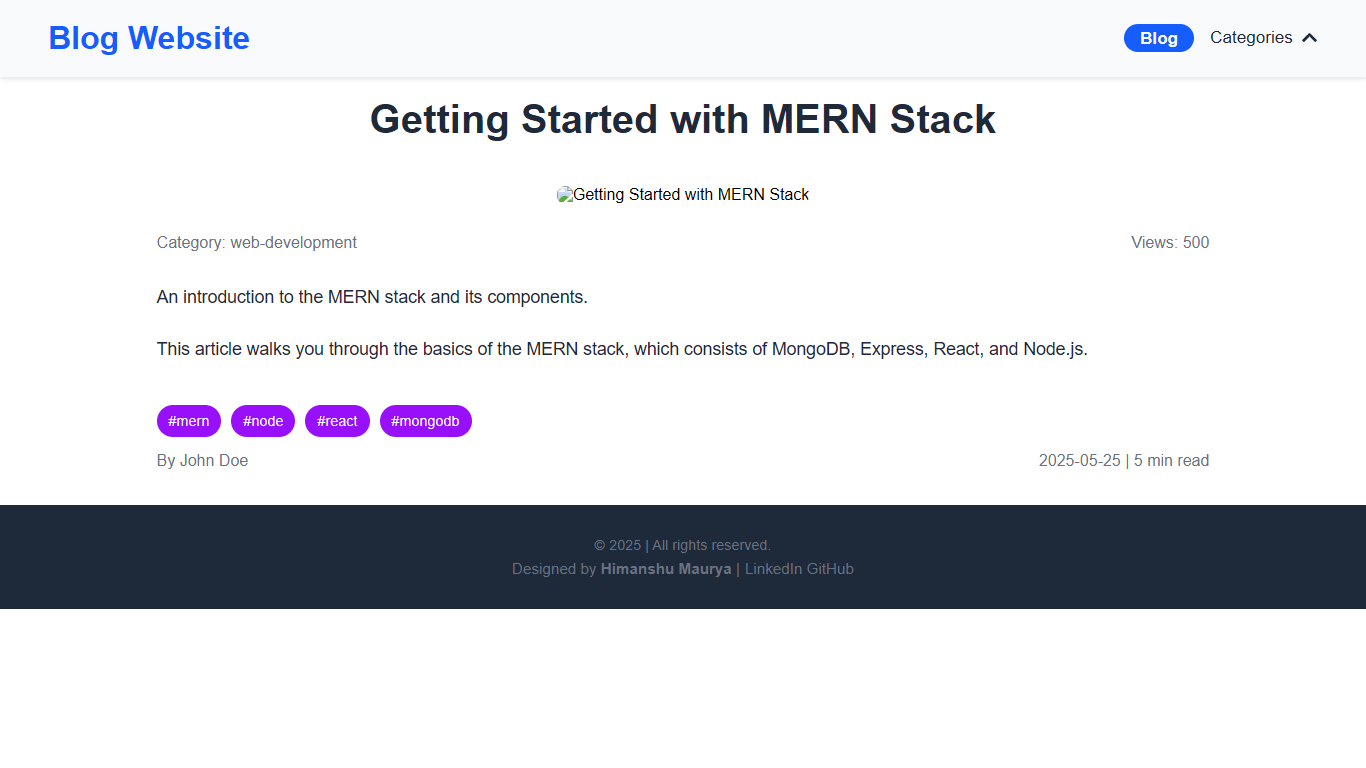 Blog Website
Blog Categories
Getting Started with MERN Stack
Getting Started with MERN Stack
Category: web-development Views: 500
An introduction to the MERN stack and its components.
This article walks you through the basics of the MERN stack, which consists of MongoDB, Express, React, and Node.js.
#mern #node #react #mongodb
By John Doe 2025-05-25 | 5 min read
© 2025 | All rights reserved.
Designed by Himanshu Maurya | LinkedIn GitHub